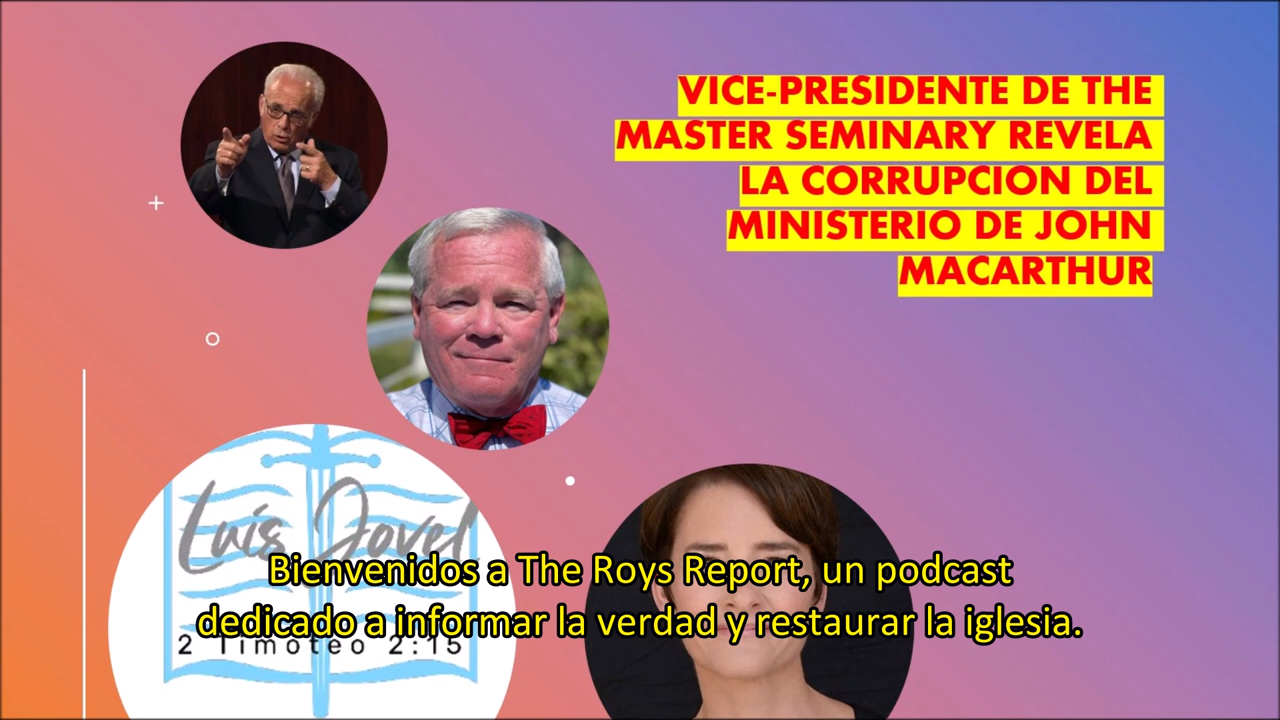 VICE-PRESIDENTE DE THE
MASTER SEMINARY REVELA
LA CORRUPCION DEL
MINISTERIO DE JOHN
MACARTHUR
Luis Jovel
Bienvenidos a The Roys Report, un podcast
dedicado a informar la verdad y restaurar la iglesia.
2 Timoteo 2:15